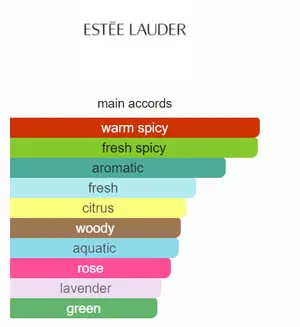 ESTĒE LAUDER
main accords
warm spicy
fresh spicy
aromatic
fresh
citrus
woody
aquatic
rose
lavender
green